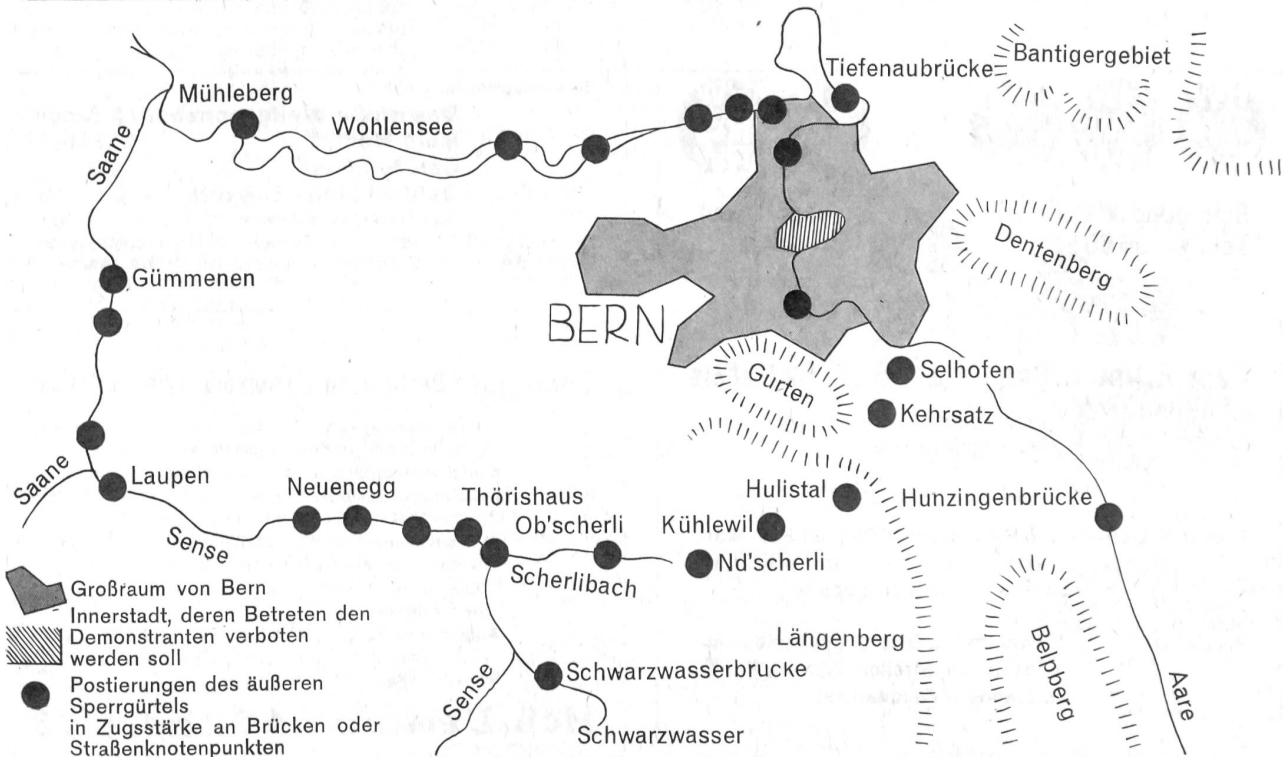 Tiefenaubrücke
Bantigergebiet
Mühleberg
Wohlensee
Saane
Dentenberg
Gümmenen
BERN
Gurten
Selhofen
Kehrsatz
Saane
Laupen
Neuenegg
Thörishaus
Hulistal
Hunzingenbrücke
Sense
Ob'scherli
Kühlewil
Nd'scherli
Scherlibach
Längenberg
Belpberg
Aare
Sense
Schwarzwasserbrucke
Schwarzwasser
Großraum von Bern
Innerstadt, deren Betreten den
Demonstranten verboten
werden soll
Postierungen des äußeren
Sperrgürtels
in Zugsstärke an Brücken oder
Straßenknotenpunkten